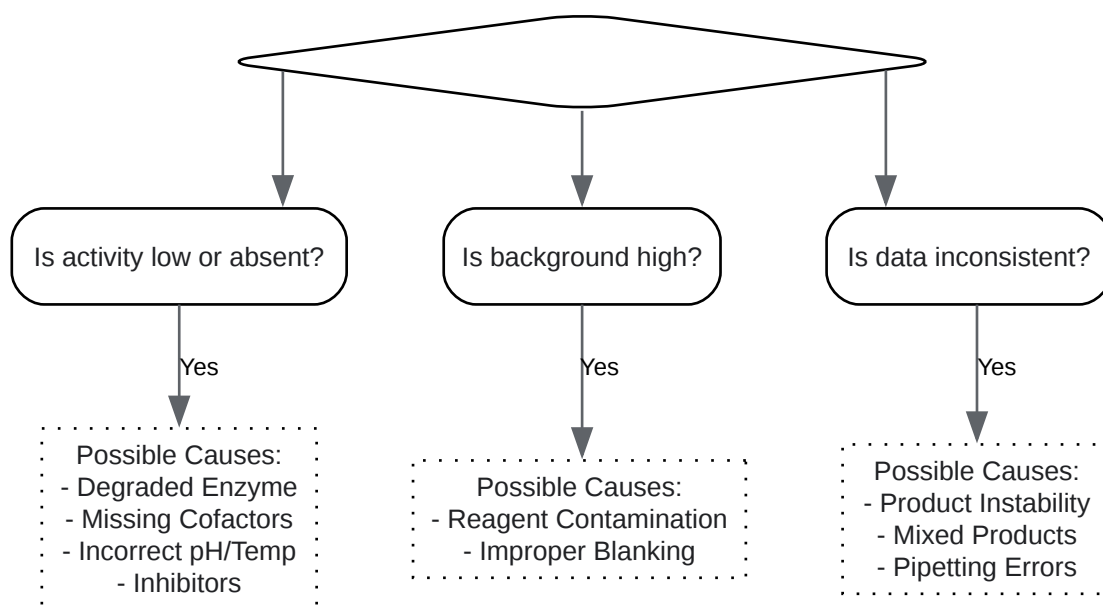 Is activity low or absent?
Is background high?
Is data inconsistent?
Yes
Yes
Yes
Possible Causes:
- Degraded Enzyme
- Missing Cofactors
- Incorrect pH/Temp
- Inhibitors
Possible Causes:
- Reagent Contamination
- Improper Blanking
Possible Causes:
- Product Instability
- Mixed Products
- Pipetting Errors